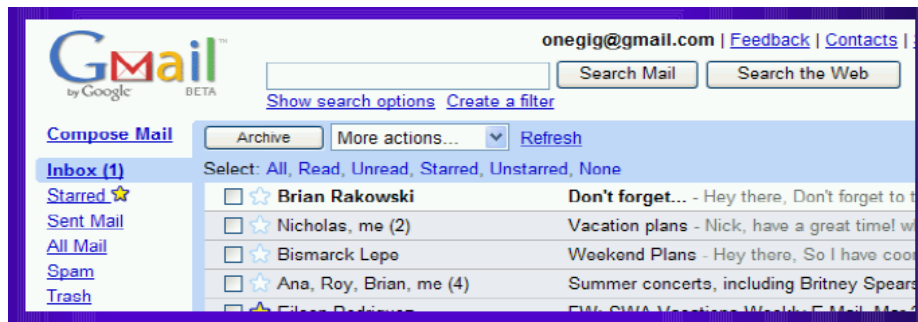 Gmail™
by Google BETA
onegig@gmail.com | Feedback | Contacts |
Search Mail Search the Web
Show search options Create a filter
Compose Mail
Archive More actions... Refresh
Inbox (1)
Select: All, Read, Unread, Starred, Unstarred, None
Starred
Brian Rakowski Don't forget... - Hey there, Don't forget to t
Sent Mail
Nicholas, me (2) Vacation plans - Nick, have a great time! wh
All Mail
Bismarck Lepe Weekend Plans - Hey there, So I have coor
Spam
Ana, Roy, Brian, me (4) Summer concerts, including Britney Spears
Trash